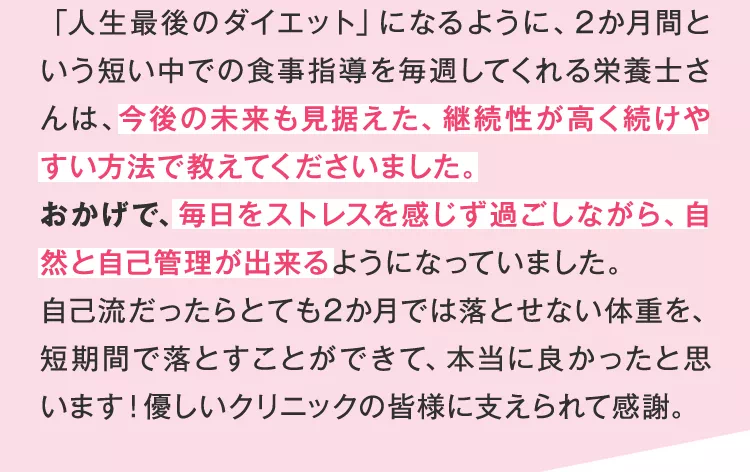 「人生最後のダイエット」になるように、2か月間と
いう短い中での食事指導を毎週してくれる栄養士さ
んは、今後の未来も見据えた、継続性が高く続けや
すい方法で教えてくださいました。
おかげで、毎日をストレスを感じず過ごしながら、自
然と自己管理が出来るようになっていました。
自己流だったらとても2か月では落とせない体重を、
短期間で落とすことができて、本当に良かったと思
います！優しいクリニックの皆様に支えられて感謝。